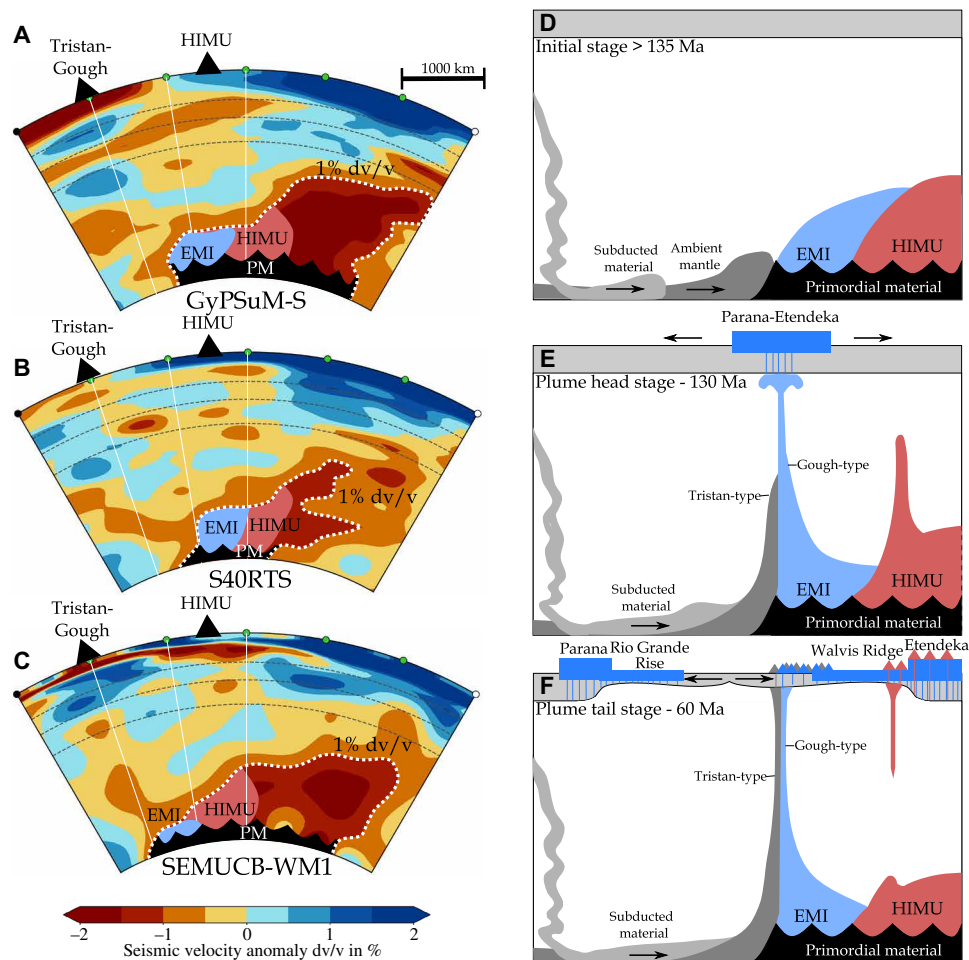 A
Tristan-
Gough
HIMU
1000 km
1% dv/v
EMI
HIMU
PM
GyPSuM-S
B
Tristan-
Gough
HIMU
1% dv/v
EMI
HIMU
PM
S40RTS
C
Tristan-
Gough
HIMU
1% dv/v
EMI
HIMU
PM
SEMUCB-WM1
−2
−1
0
1
2
Seismic velocity anomaly dv/v in %
D
Initial stage > 135 Ma
Subducted
material
Ambient
mantle
EMI
HIMU
Primordial material
Parana-Etendeka
E
Plume head stage - 130 Ma
Gough-type
Tristan-type
Subducted
material
EMI
HIMU
Primordial material
Parana
Rio Grande
Rise
Walvis Ridge
Etendeka
F
Plume tail stage - 60 Ma
Gough-type
Tristan-type
Subducted
material
EMI
HIMU
Primordial material